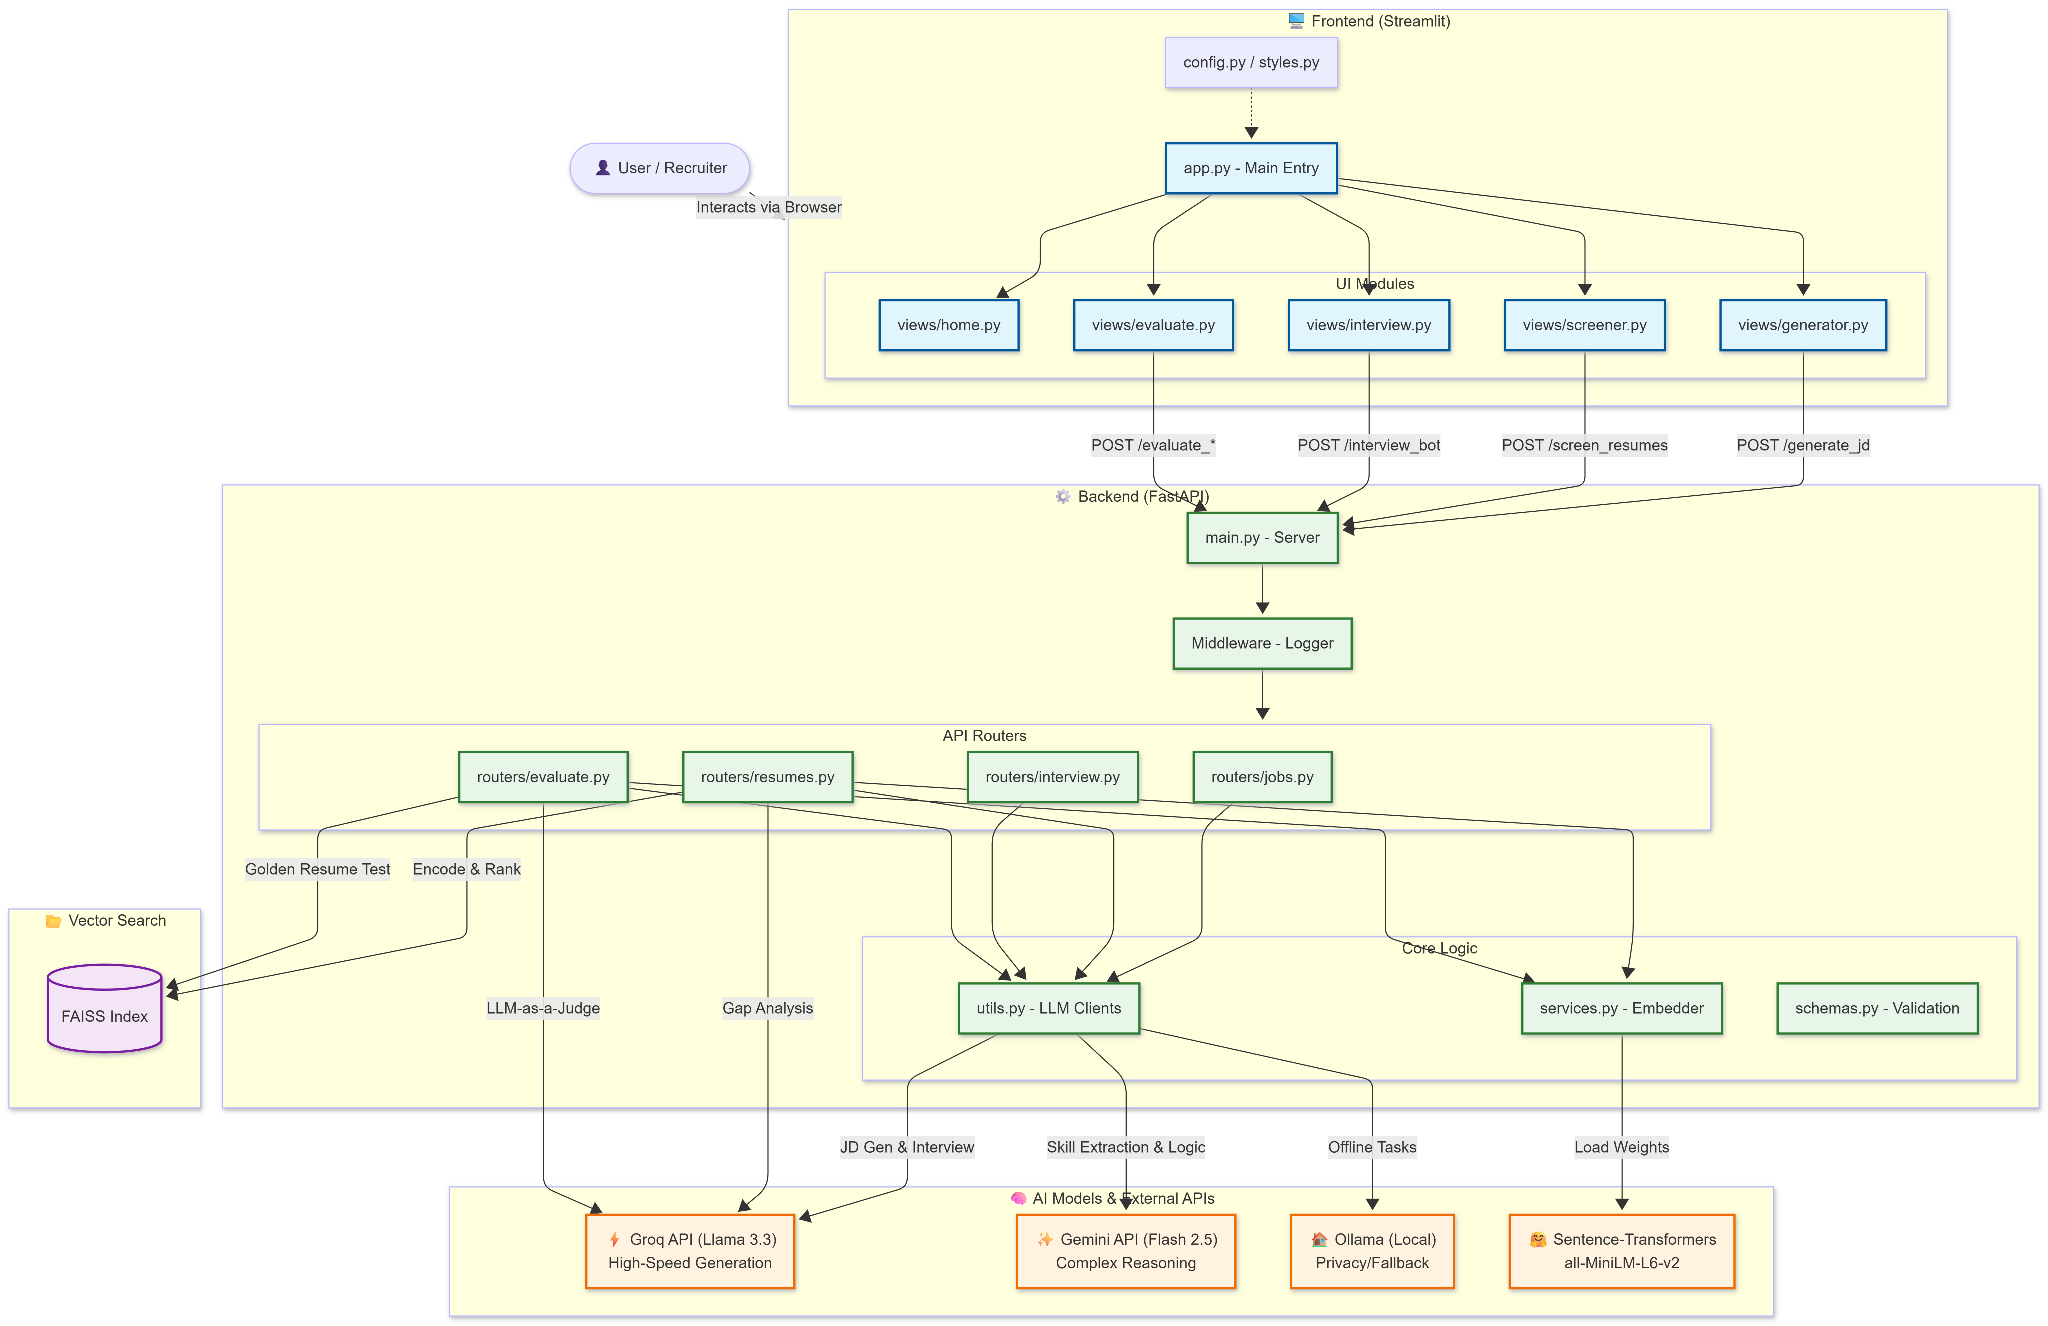 🖥️ Frontend (Streamlit)
config.py / styles.py
👤 User / Recruiter
app.py - Main Entry
Interacts via Browser
UI Modules
views/home.py
views/evaluate.py
views/interview.py
views/screener.py
views/generator.py
POST /evaluate_*
POST /interview_bot
POST /screen_resumes
POST /generate_jd
⚙️ Backend (FastAPI)
main.py - Server
Middleware - Logger
API Routers
routers/evaluate.py
routers/resumes.py
routers/interview.py
routers/jobs.py
Golden Resume Test
Encode & Rank
📂 Vector Search
FAISS Index
Core Logic
LLM-as-a-Judge
Gap Analysis
utils.py - LLM Clients
services.py - Embedder
schemas.py - Validation
JD Gen & Interview
Skill Extraction & Logic
Offline Tasks
Load Weights
🧠 AI Models & External APIs
⚡ Groq API (Llama 3.3)
High-Speed Generation
✨ Gemini API (Flash 2.5)
Complex Reasoning
🏠 Ollama (Local)
Privacy/Fallback
🤗 Sentence-Transformers
all-MiniLM-L6-v2